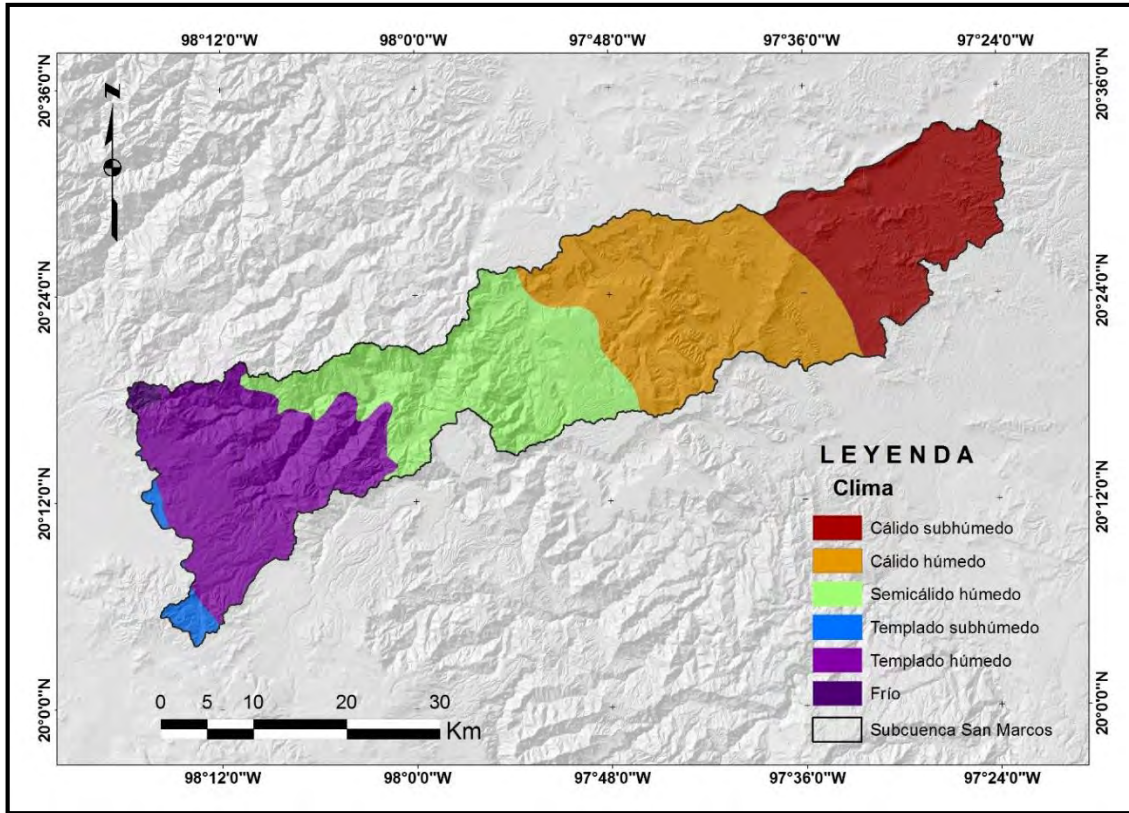 98°12'0"W 98°0'0"W 97°48'0"W 97°36'0"W 97°24'0"W
20°36'0"N 20°36'0"N
20°24'0"N 20°24'0"N
20°12'0"N 20°12'0"N
20°0'0"N 20°0'0"N
Z
LEYENDA
Clima
Cálido subhúmedo
Cálido húmedo
Semicálido húmedo
Templado subhúmedo
Templado húmedo
Frío
Subcuenca San Marcos
0 5 10 20 30
Km
98°12'0"W 98°0'0"W 97°48'0"W 97°36'0"W 97°24'0"W